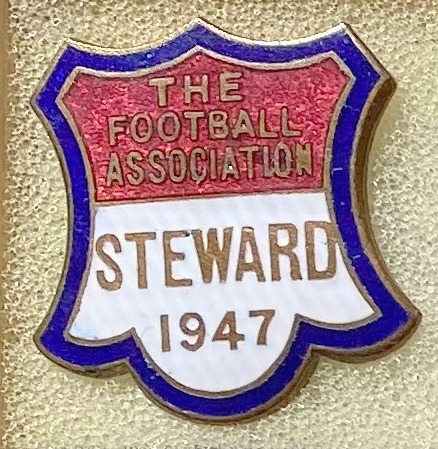 THE
FOOTBALL
ASSOCIATION
STEWARD
1947